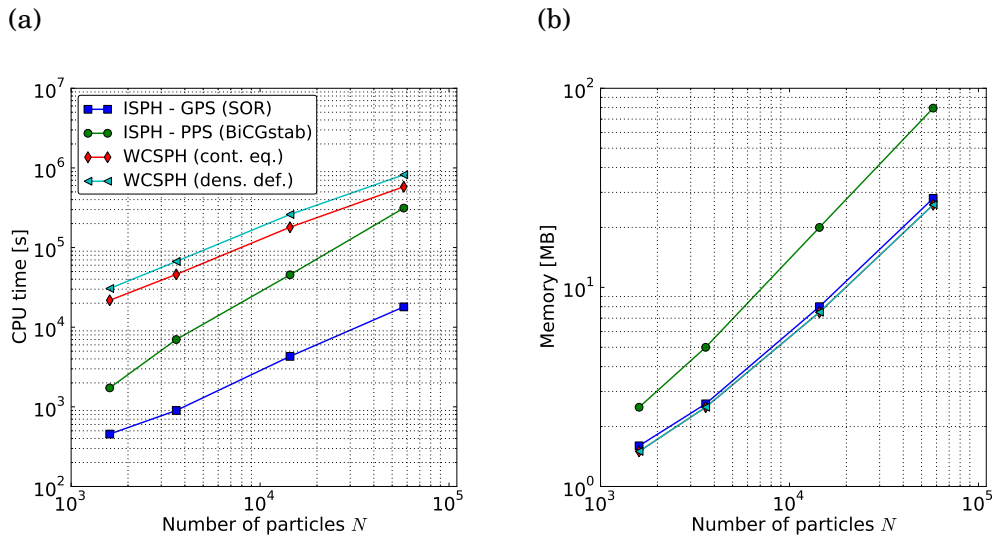 (a)
(b)
10^7
10^6
10^5
10^4
10^3
10^2
CPU time [s]
ISPH - GPS (SOR)
ISPH - PPS (BiCGstab)
WCSPH (cont. eq.)
WCSPH (dens. def.)
10^3
10^4
10^5
Number of particles N
10^2
10^1
10^0
Memory [MB]
10^3
10^4
10^5
Number of particles N